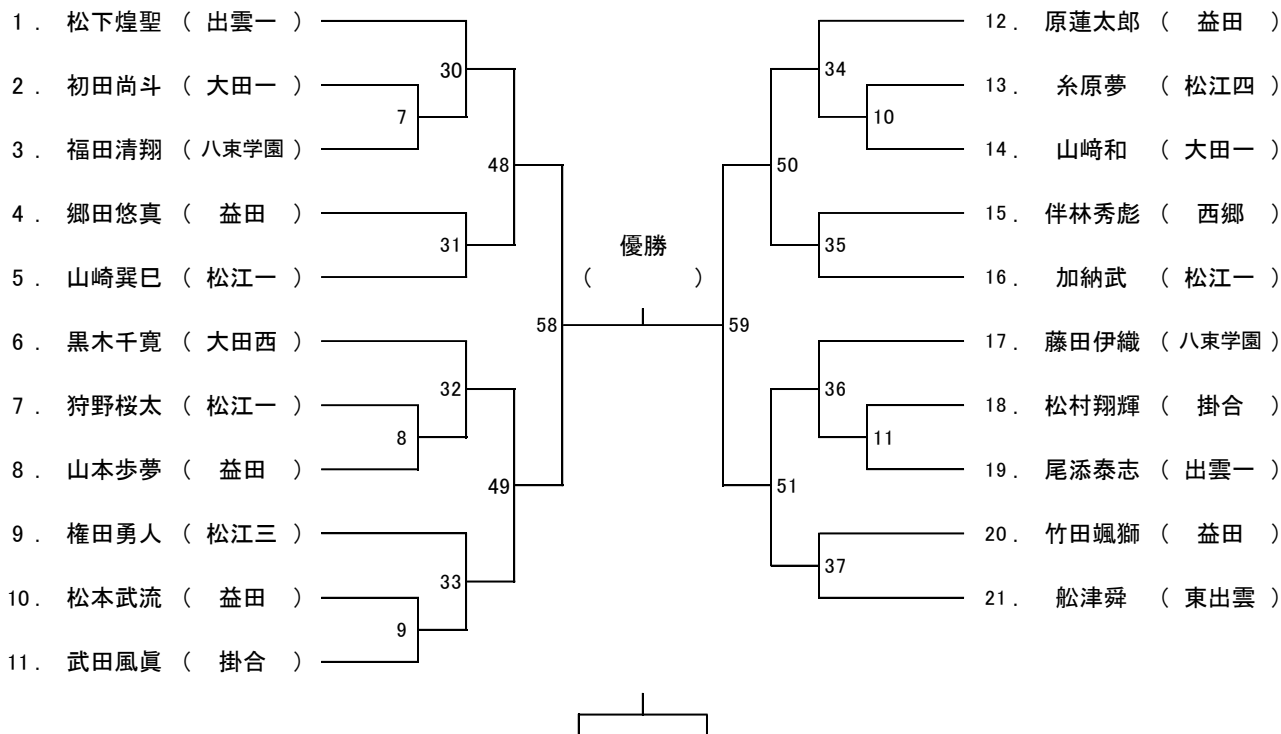 1. 松下煌聖 ( 出雲一 )
2. 初田尚斗 ( 大田一 )
3. 福田清翔 ( 八束学園 )
4. 郷田悠真 ( 益田 )
5. 山崎巽巳 ( 松江一 )
6. 黒木千寛 ( 大田西 )
7. 狩野桜太 ( 松江一 )
8. 山本歩夢 ( 益田 )
9. 権田勇人 ( 松江三 )
10. 松本武流 ( 益田 )
11. 武田風眞 ( 掛合 )
30
7
48
31
58
32
8
49
33
9
優勝
( )
12. 原蓮太郎 ( 益田 )
13. 糸原夢 ( 松江四 )
14. 山﨑和 ( 大田一 )
15. 伴林秀彪 ( 西郷 )
16. 加納武 ( 松江一 )
17. 藤田伊織 ( 八束学園 )
18. 松村翔輝 ( 掛合 )
19. 尾添泰志 ( 出雲一 )
20. 竹田颯獅 ( 益田 )
21. 舩津舜 ( 東出雲 )
34
10
50
35
59
36
11
51
37